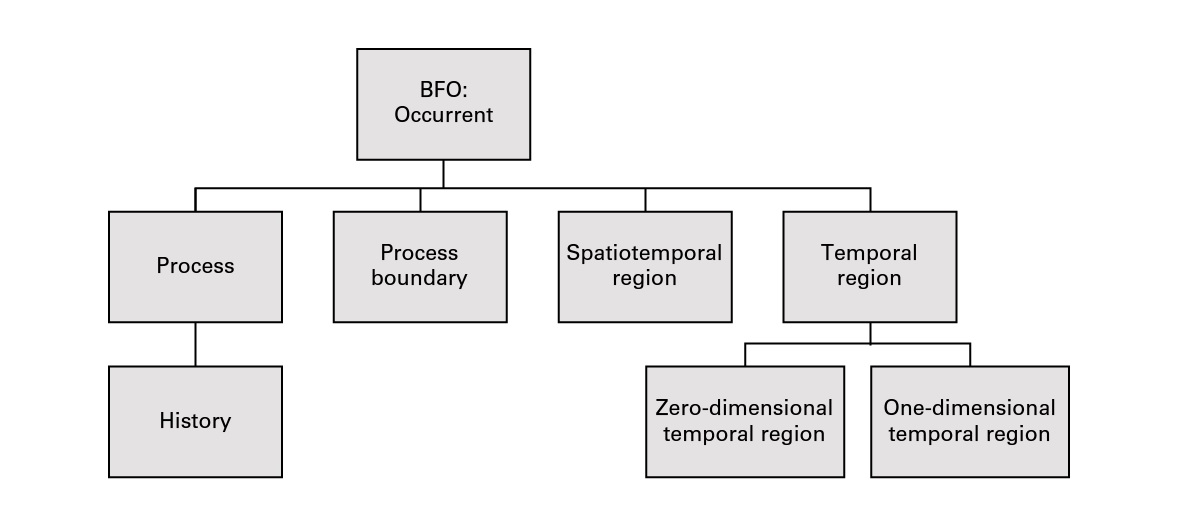 BFO:
Occurrent
Process
Process
boundary
Spatiotemporal
region
Temporal
region
History
Zero-dimensional
temporal region
One-dimensional
temporal region